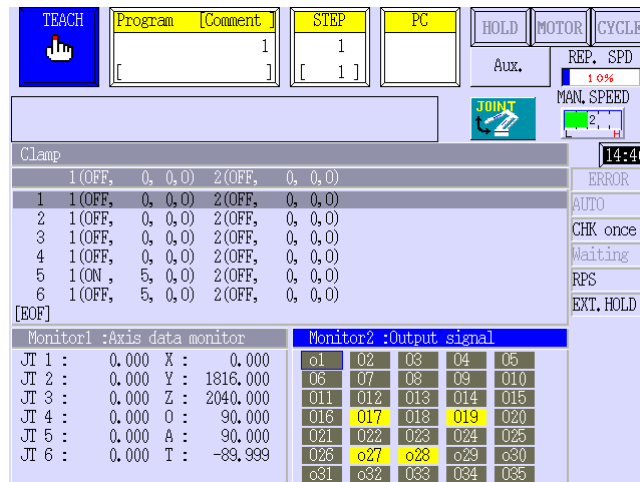 TEACH
Program [Comment ]
1
[ ]
STEP
1
[ 1 ]
PC
HOLD MOTOR CYCLE
Aux.
REP. SPD
10%
JOINT
MAN. SPEED
2
L H
Clamp
14:4
1(OFF, 0, 0,0) 2(OFF, 0, 0,0)
ERROR
1 1(OFF, 0, 0,0) 2(OFF, 0, 0,0)
AUTO
2 1(OFF, 0, 0,0) 2(OFF, 0, 0,0)
3 1(OFF, 0, 0,0) 2(OFF, 0, 0,0)
CHK once
4 1(OFF, 0, 0,0) 2(OFF, 0, 0,0)
Waiting
5 1(ON , 5, 0,0) 2(OFF, 0, 0,0)
RPS
6 1(OFF, 5, 0,0) 2(OFF, 0, 0,0)
EXT. HOLD
[EOF]
Monitor1 :Axis data monitor
JT 1 : 0.000 X : 0.000
JT 2 : 0.000 Y : 1816.000
JT 3 : 0.000 Z : 2040.000
JT 4 : 0.000 O : 90.000
JT 5 : 0.000 A : 90.000
JT 6 : 0.000 T : -89.999
Monitor2 :Output signal
o1 O2 O3 O4 O5
O6 O7 O8 O9 O10
O11 O12 O13 O14 O15
O16 O17 O18 O19 O20
O21 O22 O23 O24 O25
O26 o27 o28 o29 o30
o31 o32 O33 O34 O35